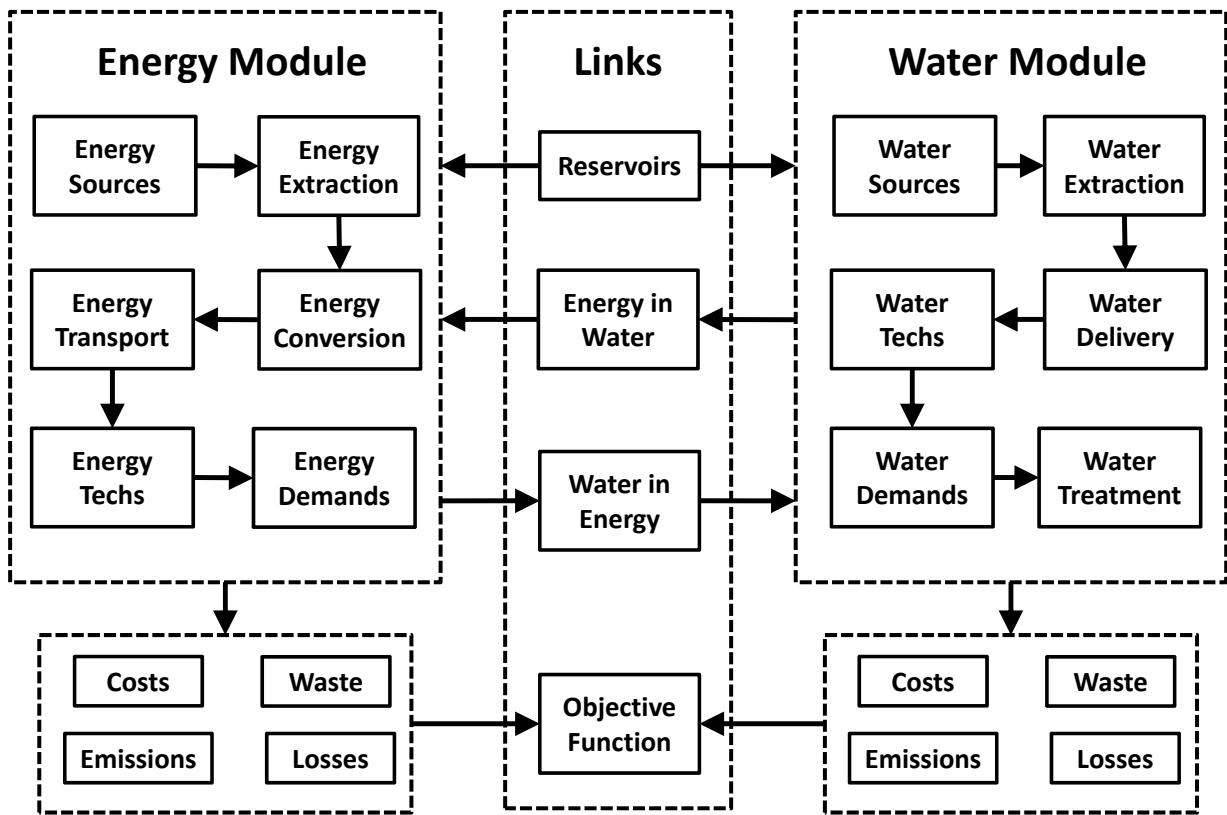 Energy Module
Energy
Sources
Energy
Extraction
Energy
Transport
Energy
Conversion
Energy
Techs
Energy
Demands
Costs
Waste
Emissions
Losses
Links
Reservoirs
Energy in
Water
Water in
Energy
Objective
Function
Water Module
Water
Sources
Water
Extraction
Water
Techs
Water
Delivery
Water
Demands
Water
Treatment
Costs
Waste
Emissions
Losses